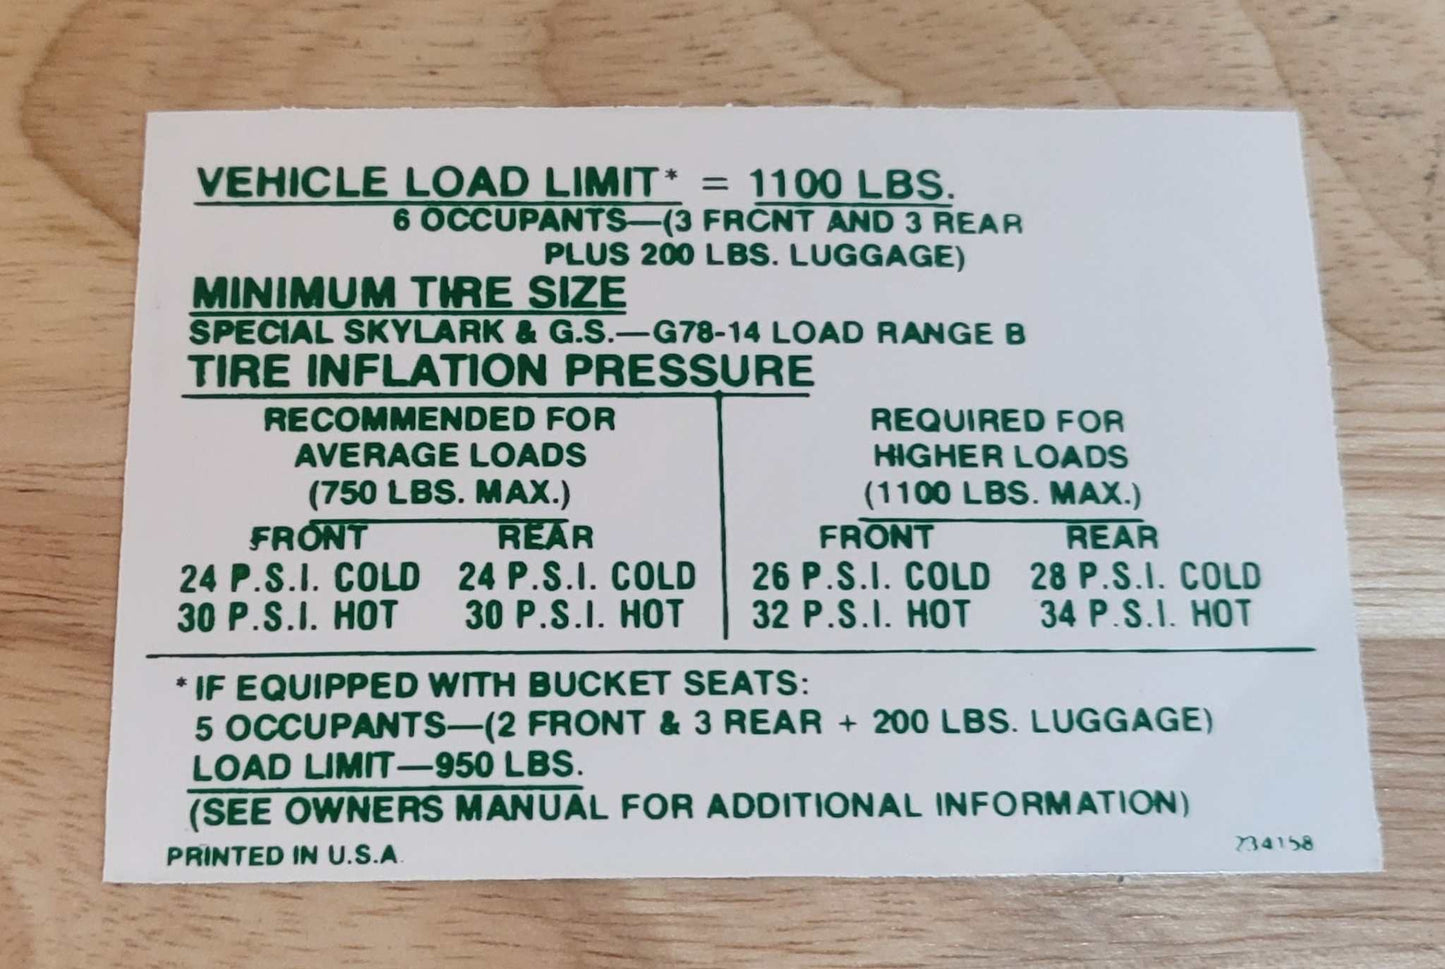 VEHICLE LOAD LIMIT* = 1100 LBS.
6 OCCUPANTS—(3 FRONT AND 3 REAR
PLUS 200 LBS. LUGGAGE)
MINIMUM TIRE SIZE
SPECIAL SKYLARK & G.S.—G78-14 LOAD RANGE B
TIRE INFLATION PRESSURE
RECOMMENDED FOR
AVERAGE LOADS
(750 LBS. MAX.)
FRONT REAR
24 P.S.I. COLD 24 P.S.I. COLD
30 P.S.I. HOT 30 P.S.I. HOT
REQUIRED FOR
HIGHER LOADS
(1100 LBS. MAX.)
FRONT REAR
26 P.S.I. COLD 28 P.S.I. COLD
32 P.S.I. HOT 34 P.S.I. HOT
*IF EQUIPPED WITH BUCKET SEATS:
5 OCCUPANTS—(2 FRONT & 3 REAR + 200 LBS. LUGGAGE)
LOAD LIMIT—950 LBS.
(SEE OWNERS MANUAL FOR ADDITIONAL INFORMATION)
PRINTED IN U.S.A.